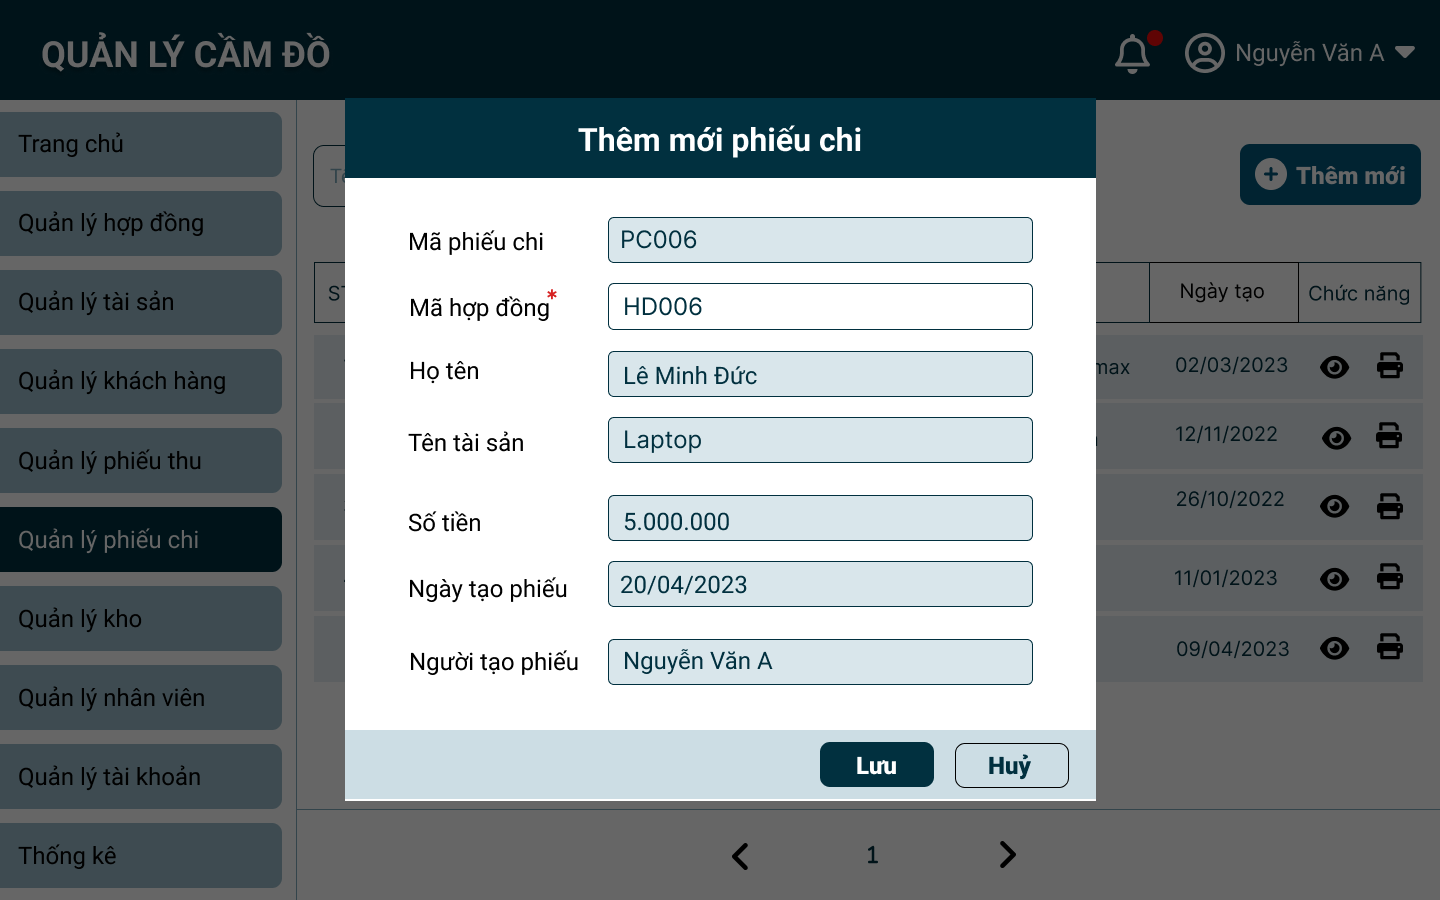 QUẢN LÝ CẦM ĐỒ
Nguyễn Văn A
Trang chủ
Quản lý hợp đồng
Quản lý tài sản
Quản lý khách hàng
Quản lý phiếu thu
Quản lý phiếu chi
Quản lý kho
Quản lý nhân viên
Quản lý tài khoản
Thống kê
Thêm mới
Ngày tạo
Chức năng
max
02/03/2023
12/11/2022
26/10/2022
11/01/2023
09/04/2023
Thêm mới phiếu chi
Mã phiếu chi
PC006
Mã hợp đồng*
HD006
Họ tên
Lê Minh Đức
Tên tài sản
Laptop
Số tiền
5.000.000
Ngày tạo phiếu
20/04/2023
Người tạo phiếu
Nguyễn Văn A
Lưu
Huỷ
1